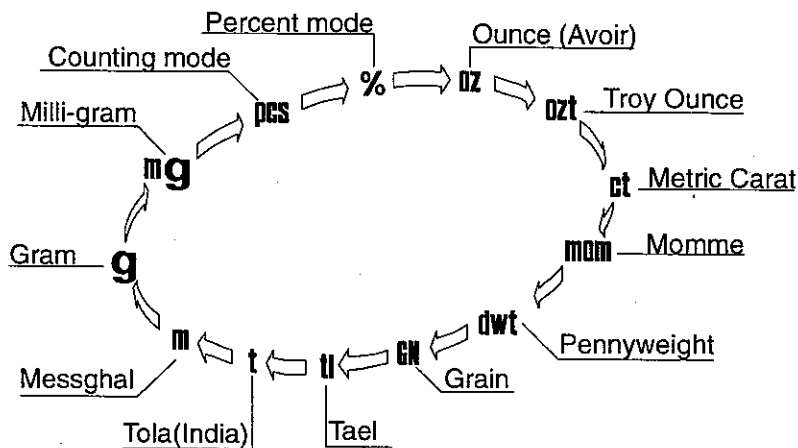 Percent mode
Ounce (Avoir)
Counting mode
%
oz
pcs
ozt
Troy Ounce
Milli-gram
mg
ct
Metric Carat
Gram
g
mom
Momme
dwt
Pennyweight
m
t
tl
GN
Messghal
Grain
Tola(India)
Tael